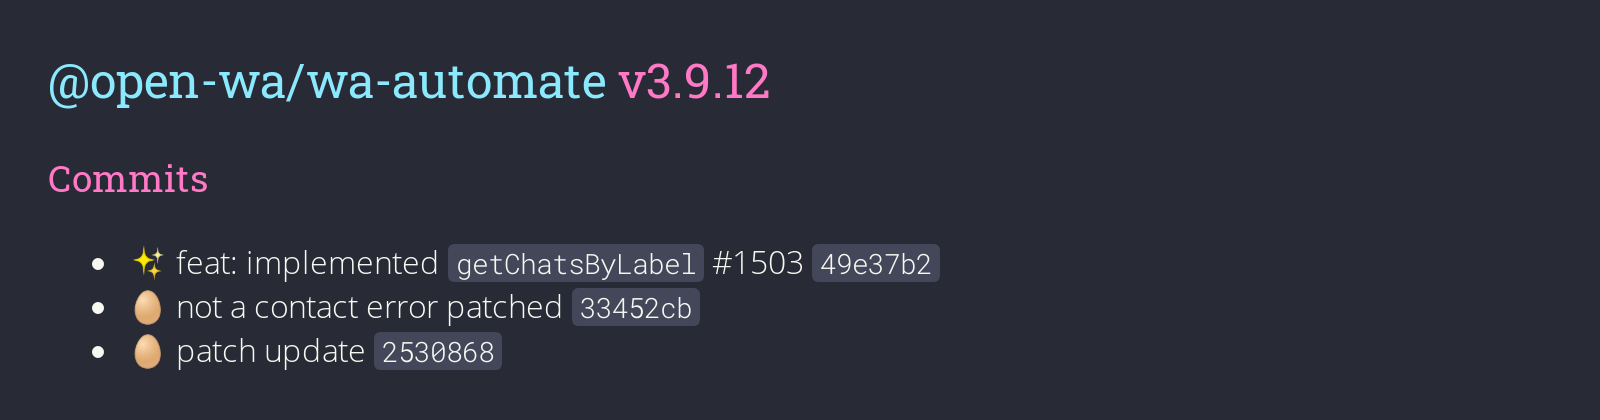 @open-wa/wa-automate v3.9.12
Commits
✨ feat: implemented getChatsByLabel #1503 49e37b2
🥚 not a contact error patched 33452cb
🥚 patch update 2530868